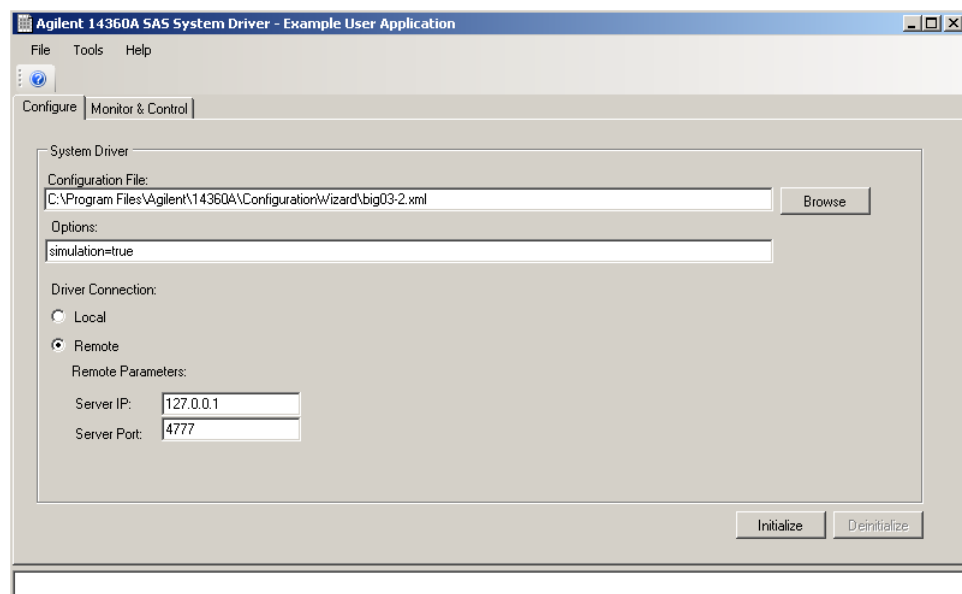 Agilent 14360A SAS System Driver - Example User Application
File Tools Help
Configure Monitor & Control
System Driver
Configuration File:
C:\Program Files\Agilent\14360A\ConfigurationWizard\big03-2.xml Browse
Options:
simulation=true
Driver Connection:
Local
Remote
Remote Parameters:
Server IP: 127.0.0.1
Server Port: 4777
Initialize Deinitialize